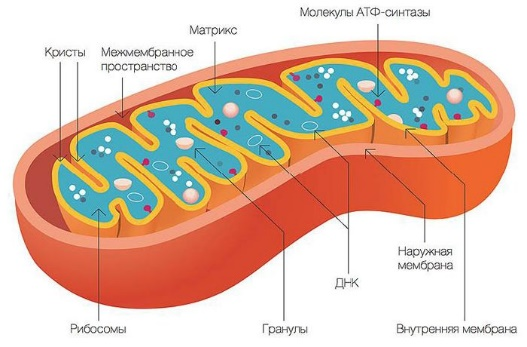 Молекулы АТФ-синтазы
Матрикс
Кристы
Межмембранное
пространство
Наружная
мембрана
ДНК
Рибосомы
Гранулы
Внутренняя мембрана